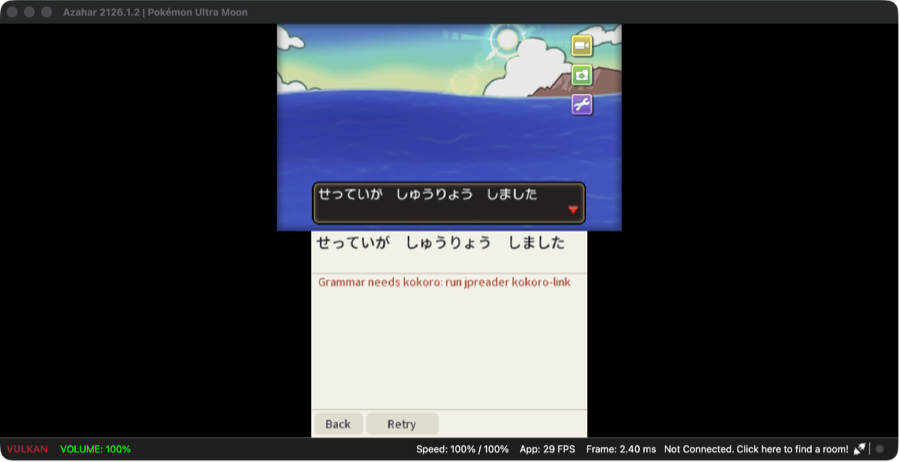 Azahar 2126.1.2 | Pokémon Ultra Moon
せっていが　しゅうりょう　しました
せっていが　しゅうりょう　しました
Grammar needs kokoro: run jpreader kokoro-link
Back Retry
VULKAN VOLUME: 100% Speed: 100% / 100% App: 29 FPS Frame: 2.40 ms Not Connected. Click here to find a room!